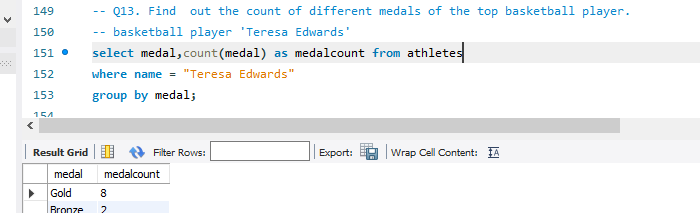 149 -- Q13. Find  out the count of different medals of the top basketball player.
150 -- basketball player 'Teresa Edwards'
151 select medal,count(medal) as medalcount from athletes
152 where name = "Teresa Edwards"
153 group by medal;
154
Result Grid Filter Rows: Export: Wrap Cell Content: IA
medal medalcount
Gold 8
Bronze 2